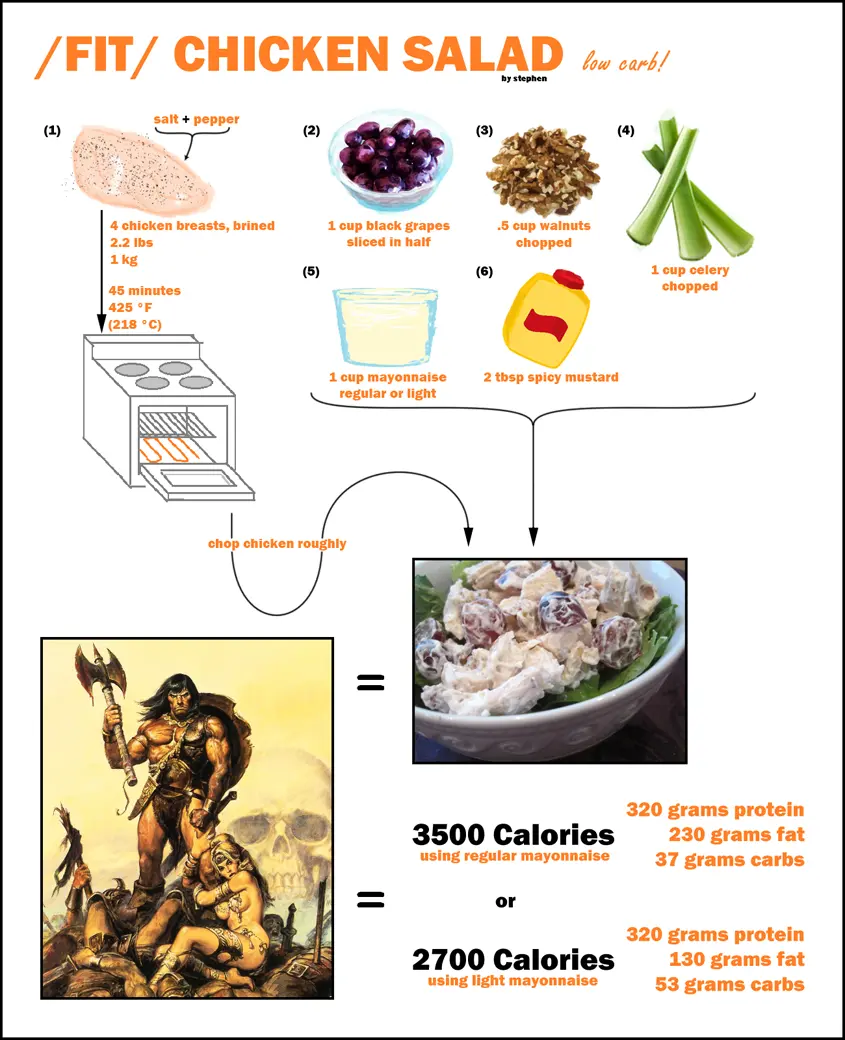 /FIT/ CHICKEN SALAD low carb!
by stephen
salt + pepper
(1)
4 chicken breasts, brined
2.2 lbs
1 kg
45 minutes
425 °F
(218 °C)
(2)
1 cup black grapes
sliced in half
(3)
.5 cup walnuts
chopped
(4)
1 cup celery
chopped
(5)
1 cup mayonnaise
regular or light
(6)
2 tbsp spicy mustard
chop chicken roughly
=
3500 Calories
using regular mayonnaise
320 grams protein
230 grams fat
37 grams carbs
=
or
2700 Calories
using light mayonnaise
320 grams protein
130 grams fat
53 grams carbs